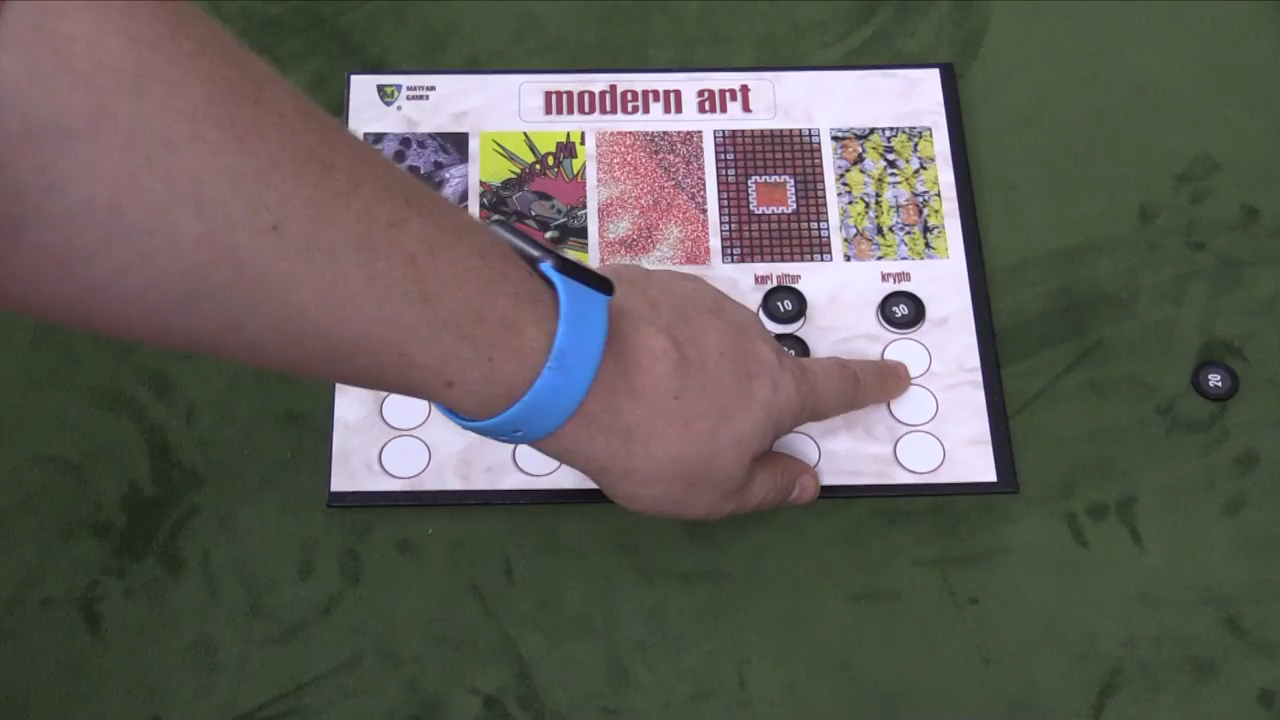 MAYFAIR
GAMES
modern art
karl gitter
krypto
10
30
20